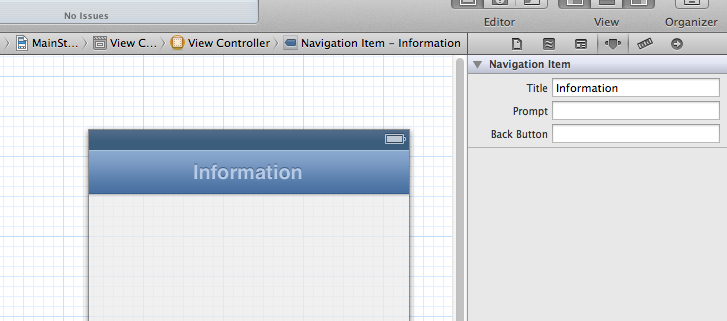 No Issues
Editor
View
Organizer
MainSt...
View C...
View Controller
Navigation Item - Information
Navigation Item
Title
Information
Prompt
Back Button
Information